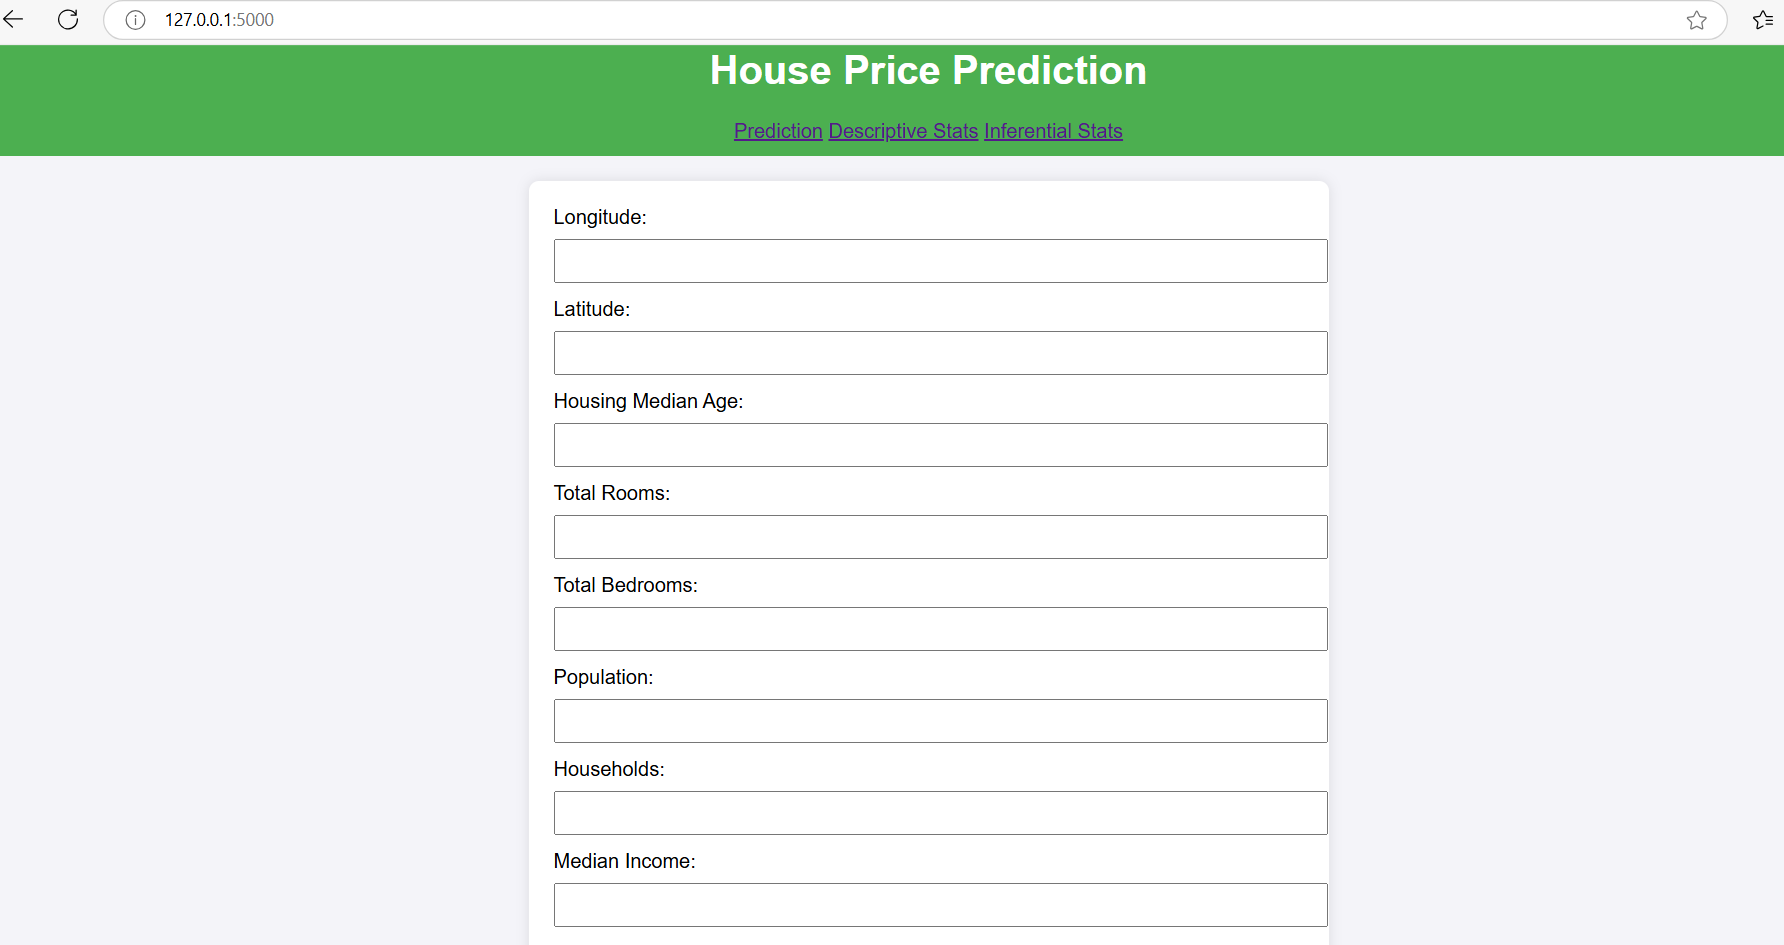 127.0.0.1:5000
House Price Prediction
Prediction Descriptive Stats Inferential Stats
Longitude:
Latitude:
Housing Median Age:
Total Rooms:
Total Bedrooms:
Population:
Households:
Median Income: